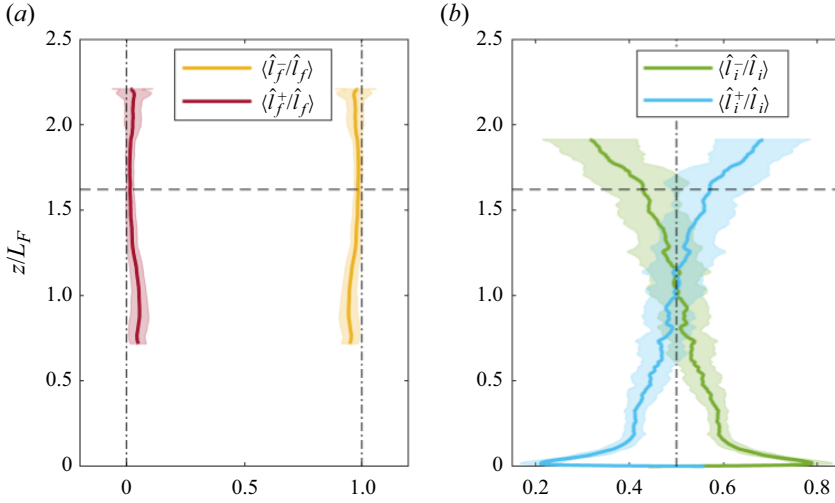 (a)
2.5
2.0
1.5
1.0
0.5
0
z/L_F
⟨l̂_f^−/l̂_f⟩
⟨l̂_f^+/l̂_f⟩
0 0.5 1.0
(b)
2.5
2.0
1.5
1.0
0.5
0
⟨l̂_i^−/l̂_i⟩
⟨l̂_i^+/l̂_i⟩
0.2 0.4 0.6 0.8